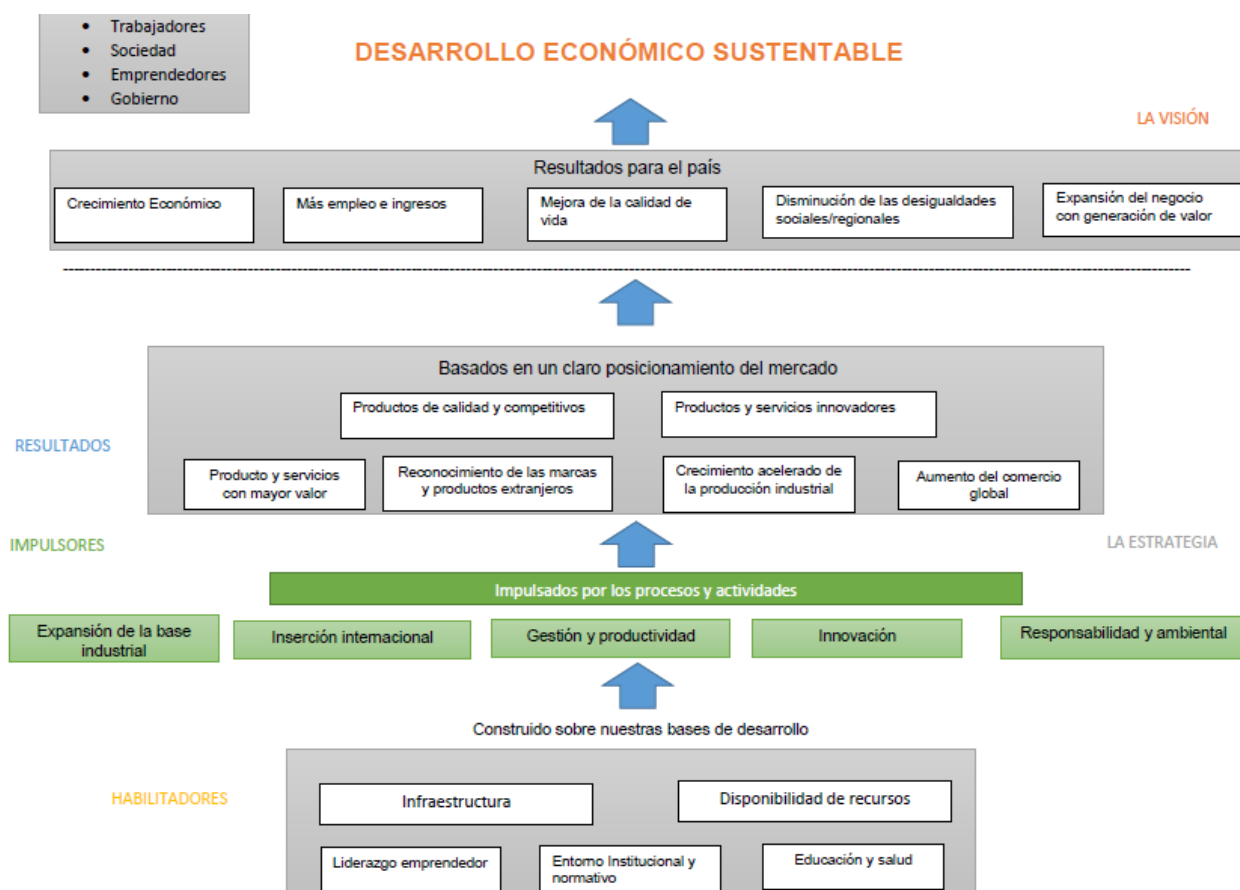 • Trabajadores
• Sociedad
• Emprendedores
• Gobierno
DESARROLLO ECONÓMICO SUSTENTABLE
LA VISIÓN
Resultados para el país
Crecimiento Económico
Más empleo e ingresos
Mejora de la calidad de
vida
Disminución de las desigualdades
sociales/regionales
Expansión del negocio
con generación de valor
Basados en un claro posicionamiento del mercado
Productos de calidad y competitivos
Productos y servicios innovadores
RESULTADOS
Producto y servicios
con mayor valor
Reconocimiento de las marcas
y productos extranjeros
Crecimiento acelerado de
la producción industrial
Aumento del comercio
global
IMPULSORES
LA ESTRATEGIA
Impulsados por los procesos y actividades
Expansión de la base
industrial
Inserción internacional
Gestión y productividad
Innovación
Responsabilidad y ambiental
Construido sobre nuestras bases de desarrollo
HABILITADORES
Infraestructura
Disponibilidad de recursos
Liderazgo emprendedor
Entorno Institucional y
normativo
Educación y salud